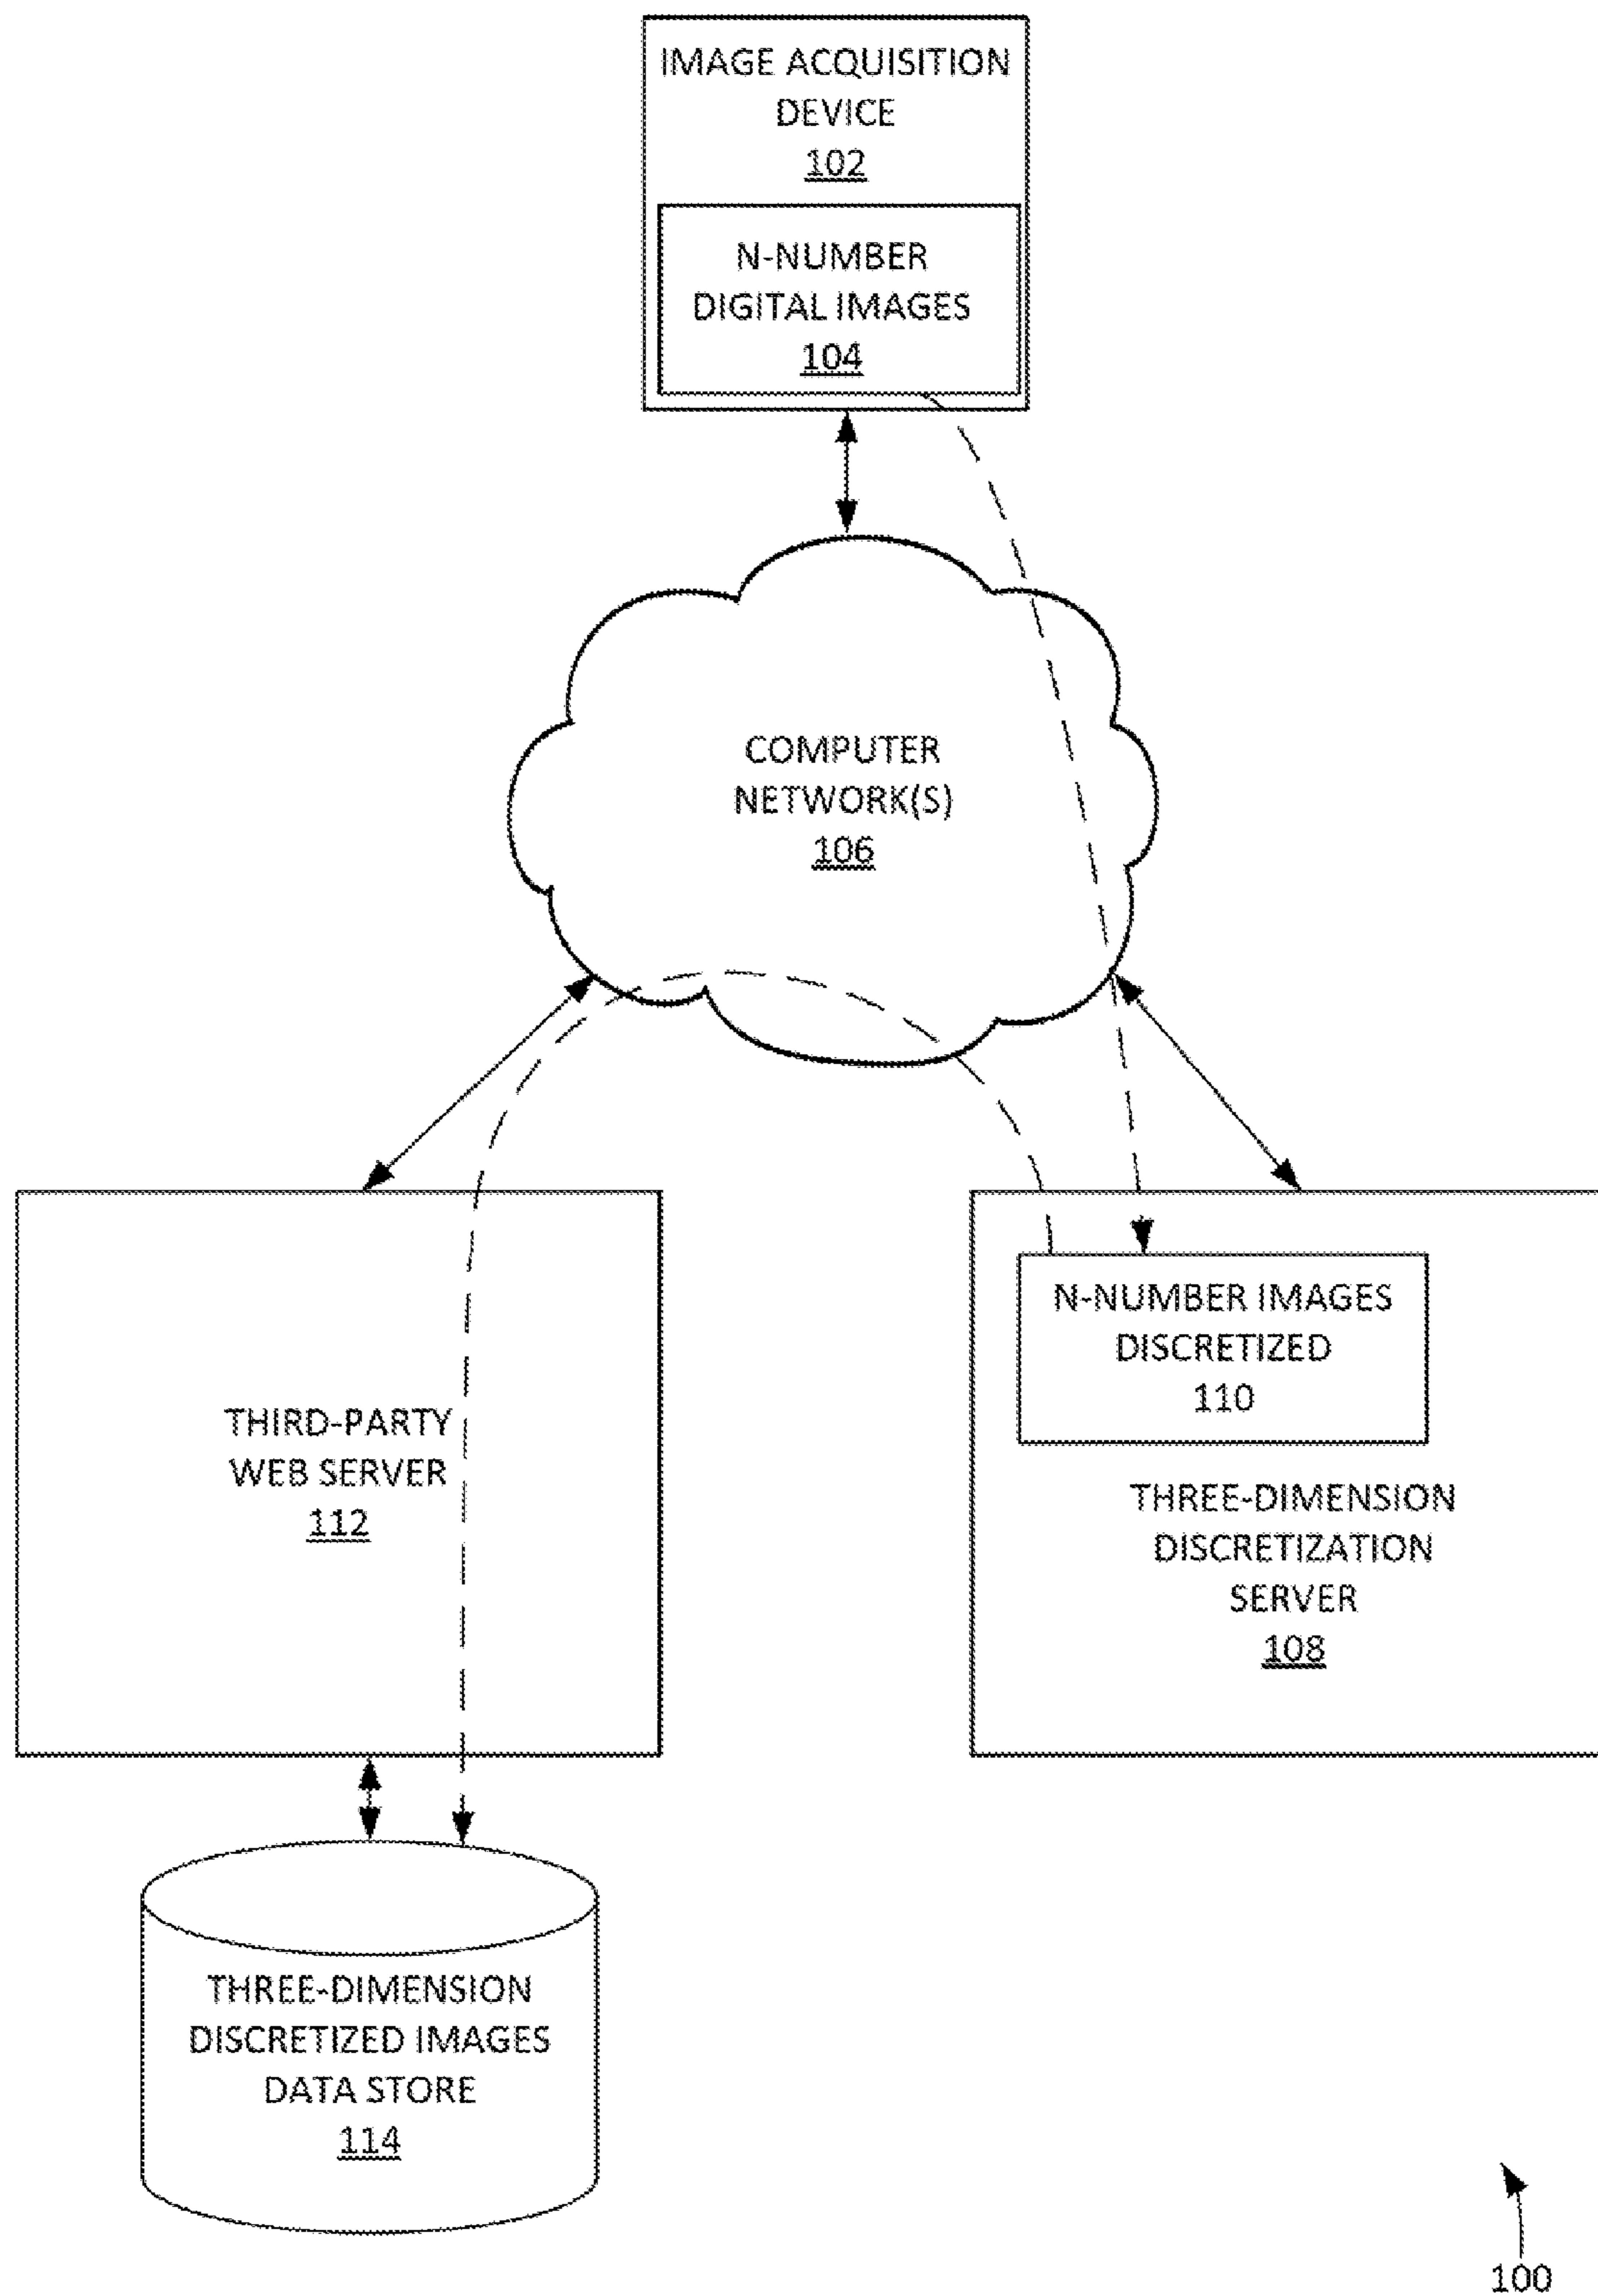 IMAGE ACQUISITION
DEVICE
102
N-NUMBER
DIGITAL IMAGES
104
COMPUTER
NETWORK(S)
106
THIRD-PARTY
WEB SERVER
112
N-NUMBER IMAGES
DISCRETIZED
110
THREE-DIMENSION
DISCRETIZATION
SERVER
108
THREE-DIMENSION
DISCRETIZED IMAGES
DATA STORE
114
100